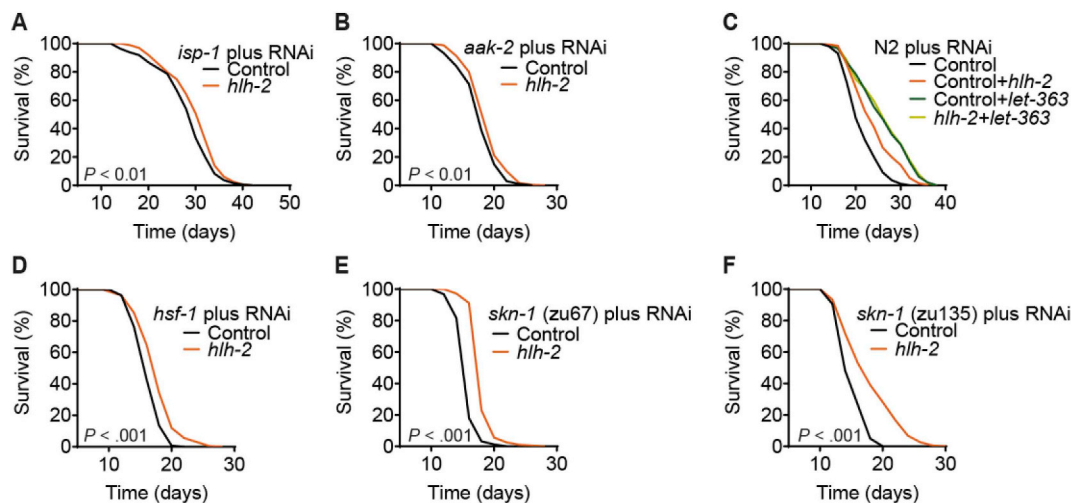 A
isp-1 plus RNAi
Control
hlh-2
Survival (%)
100
80
60
40
20
0
P < 0.01
10 20 30 40 50
Time (days)
B
aak-2 plus RNAi
Control
hlh-2
Survival (%)
100
80
60
40
20
0
P < 0.01
10 20 30
Time (days)
C
N2 plus RNAi
Control
Control+hlh-2
Control+let-363
hlh-2+let-363
Survival (%)
100
80
60
40
20
0
10 20 30 40
Time (days)
D
hsf-1 plus RNAi
Control
hlh-2
Survival (%)
100
80
60
40
20
0
P < .001
10 20 30
Time (days)
E
skn-1 (zu67) plus RNAi
Control
hlh-2
Survival (%)
100
80
60
40
20
0
P < .001
10 20 30
Time (days)
F
skn-1 (zu135) plus RNAi
Control
hlh-2
Survival (%)
100
80
60
40
20
0
P < .001
10 20 30
Time (days)